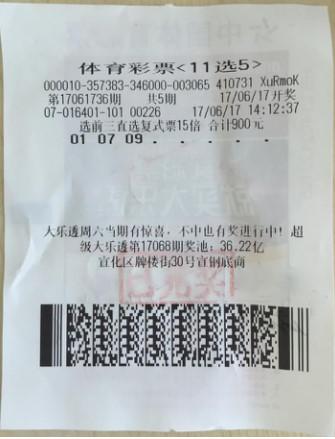 体育彩票<11选5>
000010-357383-346000-003065 410731 XuRmoK
第17061736期 共5期 17/06/17开奖
07-016401-101 00226 17/06/17 14:12:37
选前三直选复式票15倍 合计900元
01 07 09
大乐透周六当期有惊喜，不中也有奖进行中！超
级大乐透第17068期奖池：36.22亿
宣化区牌楼街30号宣钢底商